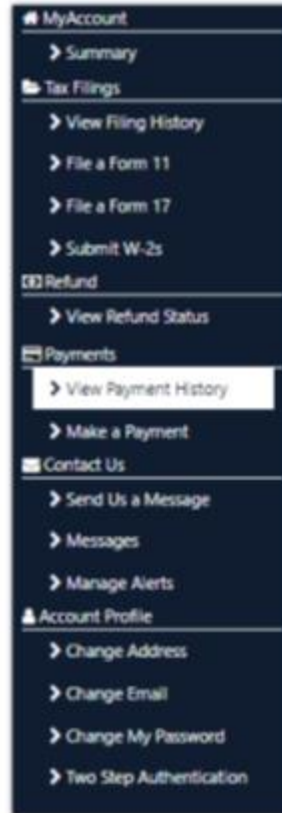 MyAccount
Summary
Tax Filings
View Filing History
File a Form 11
File a Form 17
Submit W-2s
Refund
View Refund Status
Payments
View Payment History
Make a Payment
Contact Us
Send Us a Message
Messages
Manage Alerts
Account Profile
Change Address
Change Email
Change My Password
Two Step Authentication